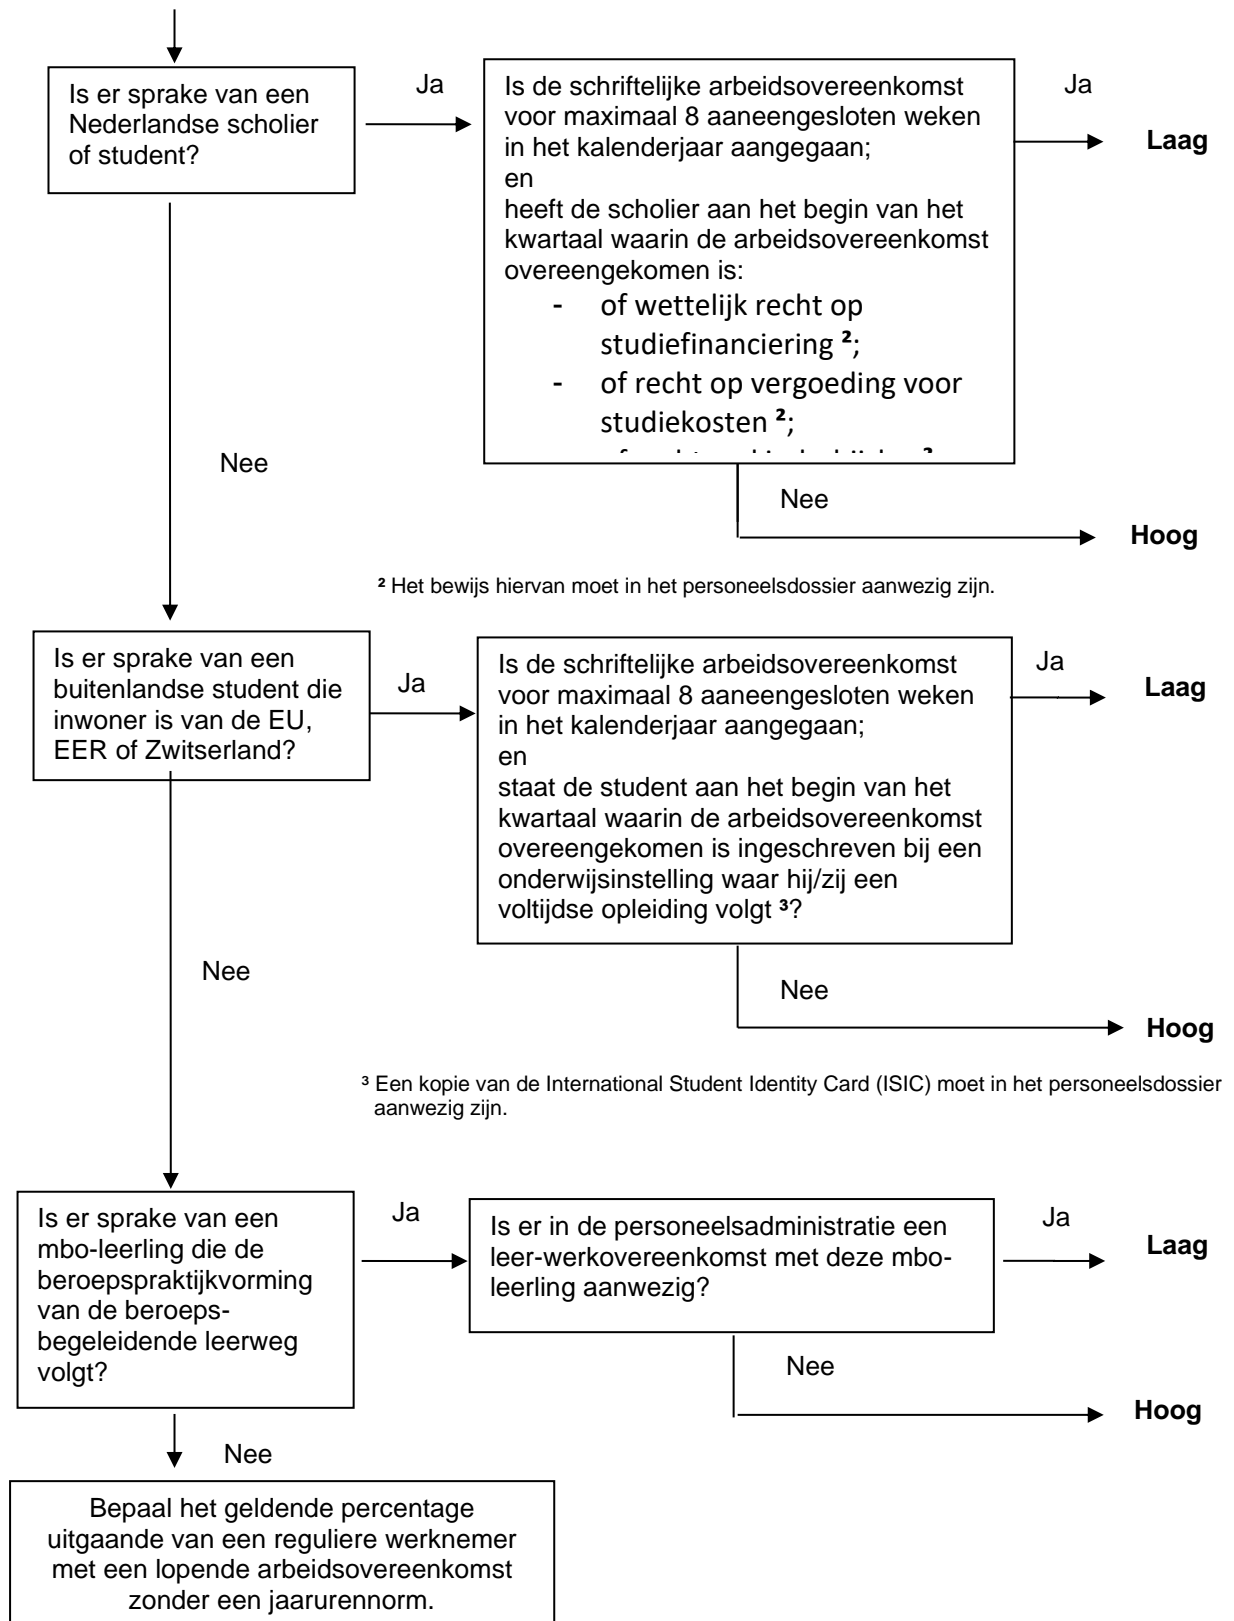 Is er sprake van een
Nederlandse scholier
of student?
Ja
Is de schriftelijke arbeidsovereenkomst
voor maximaal 8 aaneengesloten weken
in het kalenderjaar aangegaan;
en
heeft de scholier aan het begin van het
kwartaal waarin de arbeidsovereenkomst
overeengekomen is:
- of wettelijk recht op
studiefinanciering ²;
- of recht op vergoeding voor
studiekosten ²;
Ja
Laag
Nee
Nee
Hoog
² Het bewijs hiervan moet in het personeelsdossier aanwezig zijn.
Is er sprake van een
buitenlandse student die
inwoner is van de EU,
EER of Zwitserland?
Ja
Is de schriftelijke arbeidsovereenkomst
voor maximaal 8 aaneengesloten weken
in het kalenderjaar aangegaan;
en
staat de student aan het begin van het
kwartaal waarin de arbeidsovereenkomst
overeengekomen is ingeschreven bij een
onderwijsinstelling waar hij/zij een
voltijdse opleiding volgt ³?
Ja
Laag
Nee
Nee
Hoog
³ Een kopie van de International Student Identity Card (ISIC) moet in het personeelsdossier
aanwezig zijn.
Is er sprake van een
mbo-leerling die de
beroepspraktijkvorming
van de beroeps-
begeleidende leerweg
volgt?
Ja
Is er in de personeelsadministratie een
leer-werkovereenkomst met deze mbo-
leerling aanwezig?
Ja
Laag
Nee
Hoog
Nee
Bepaal het geldende percentage
uitgaande van een reguliere werknemer
met een lopende arbeidsovereenkomst
zonder een jaarurennorm.